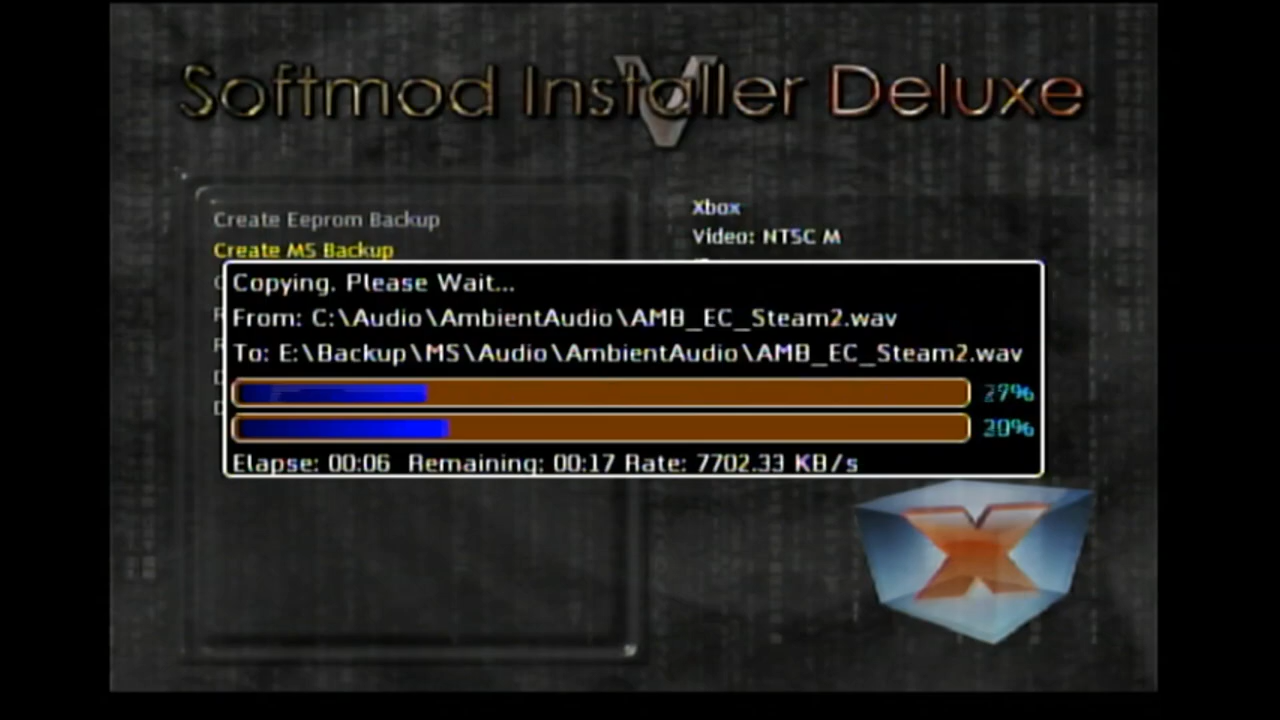 Softmod Installer Deluxe
V
Create Eeprom Backup
Create MS Backup
Xbox
Video: NTSC M
Copying. Please Wait...
From: C:\Audio\AmbientAudio\AMB_EC_Steam2.wav
To: E:\Backup\MS\Audio\AmbientAudio\AMB_EC_Steam2.wav
27%
Elapse: 00:06 Remaining: 00:17 Rate: 7702.33 KB/s
X